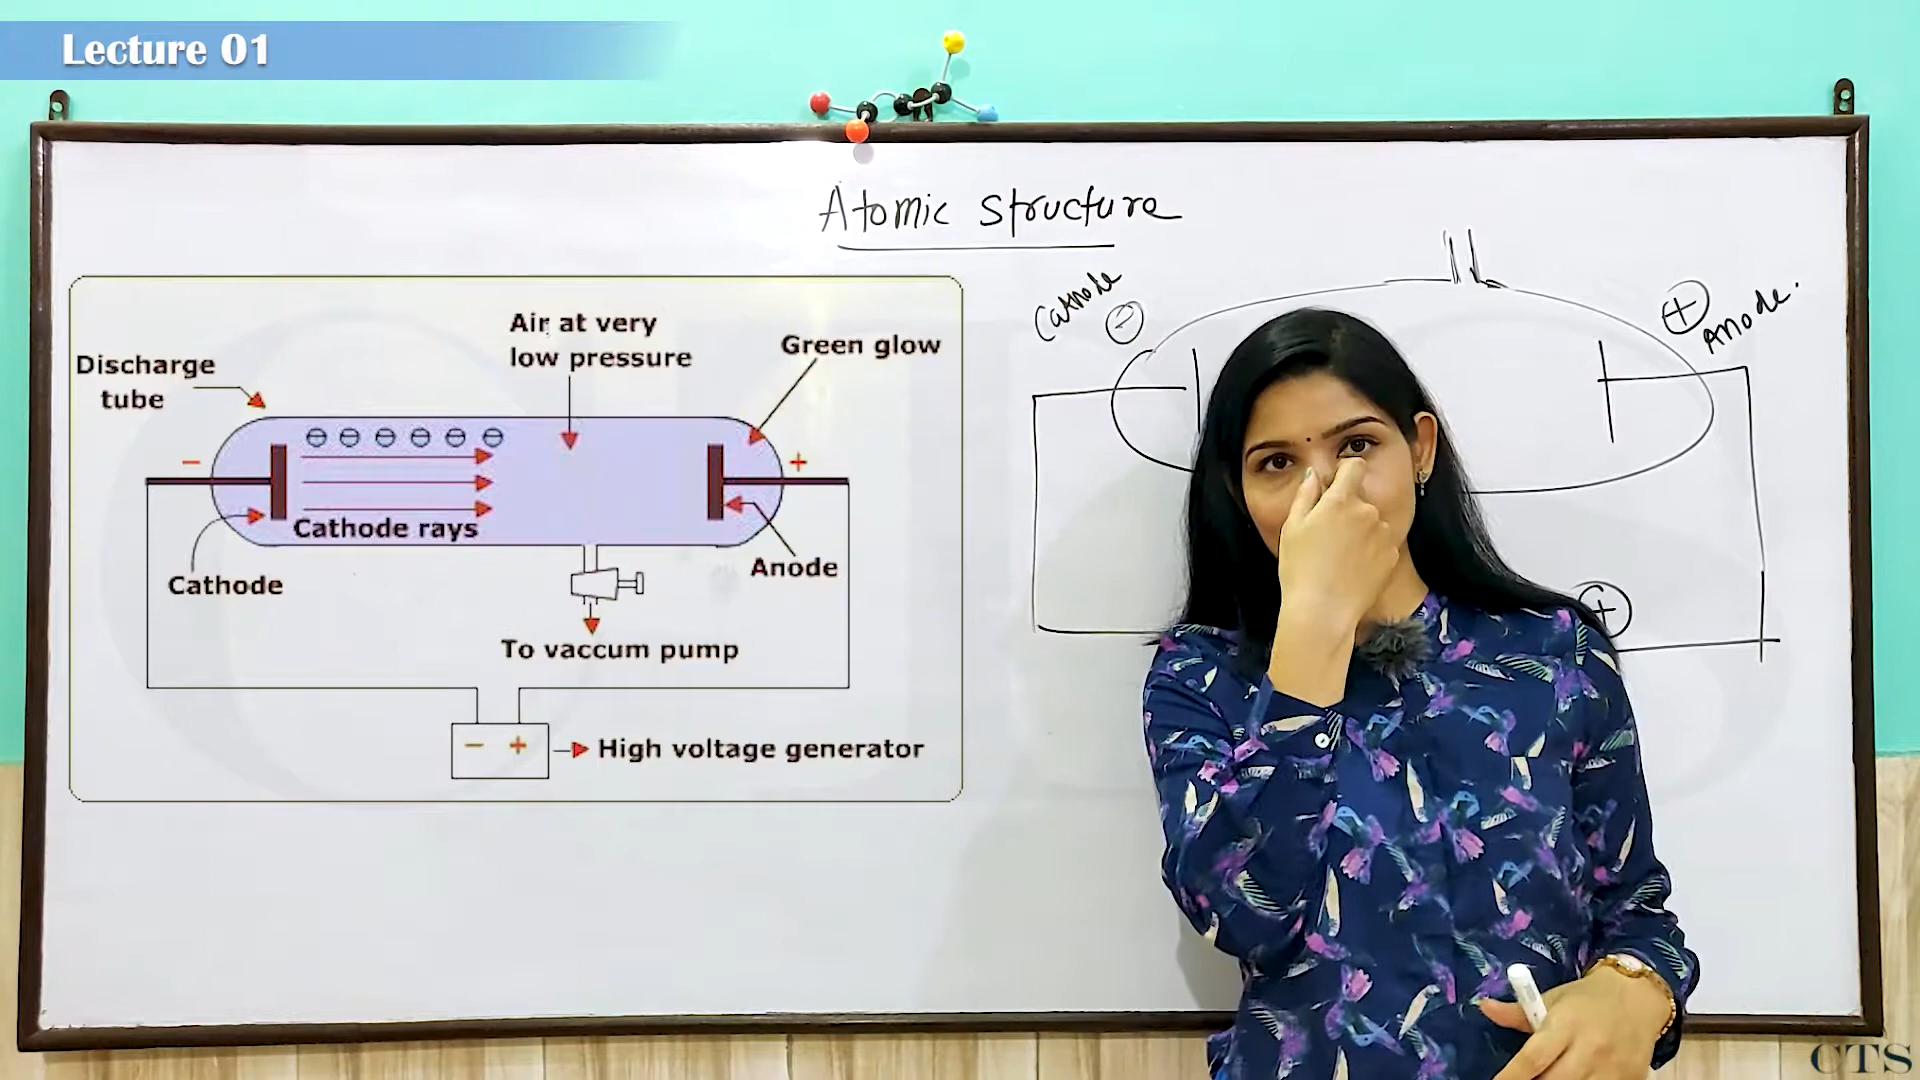 Lecture 01
Atomic structure
Cathode
-
+
Anode.
Air at very
low pressure
Green glow
Discharge
tube
-
+
Cathode rays
Cathode
Anode
To vaccum pump
- +
High voltage generator
+
CTS